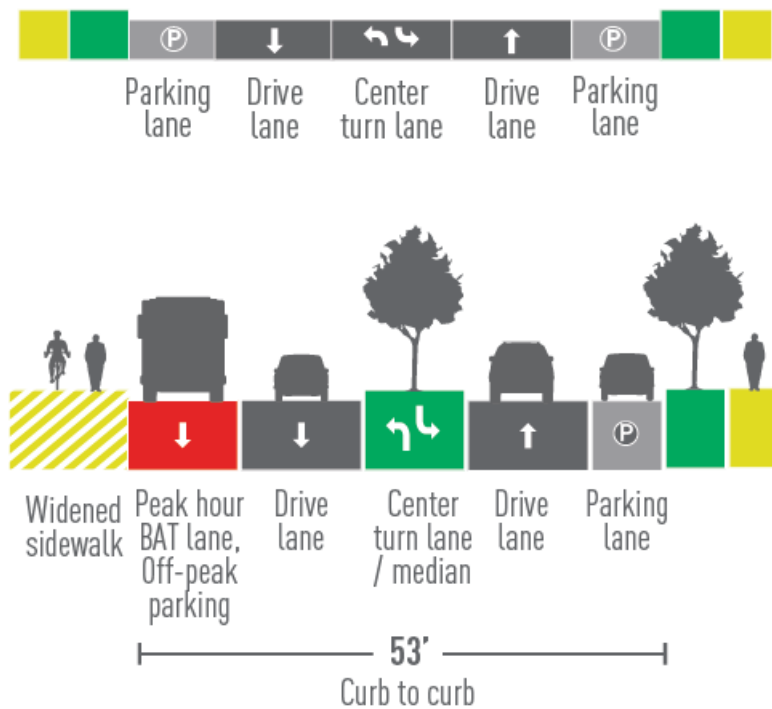 P P
Parking lane
Drive lane
Center turn lane
Drive lane
Parking lane
P
Widened sidewalk
Peak hour BAT lane, Off-peak parking
Drive lane
Center turn lane / median
Drive lane
Parking lane
53'
Curb to curb